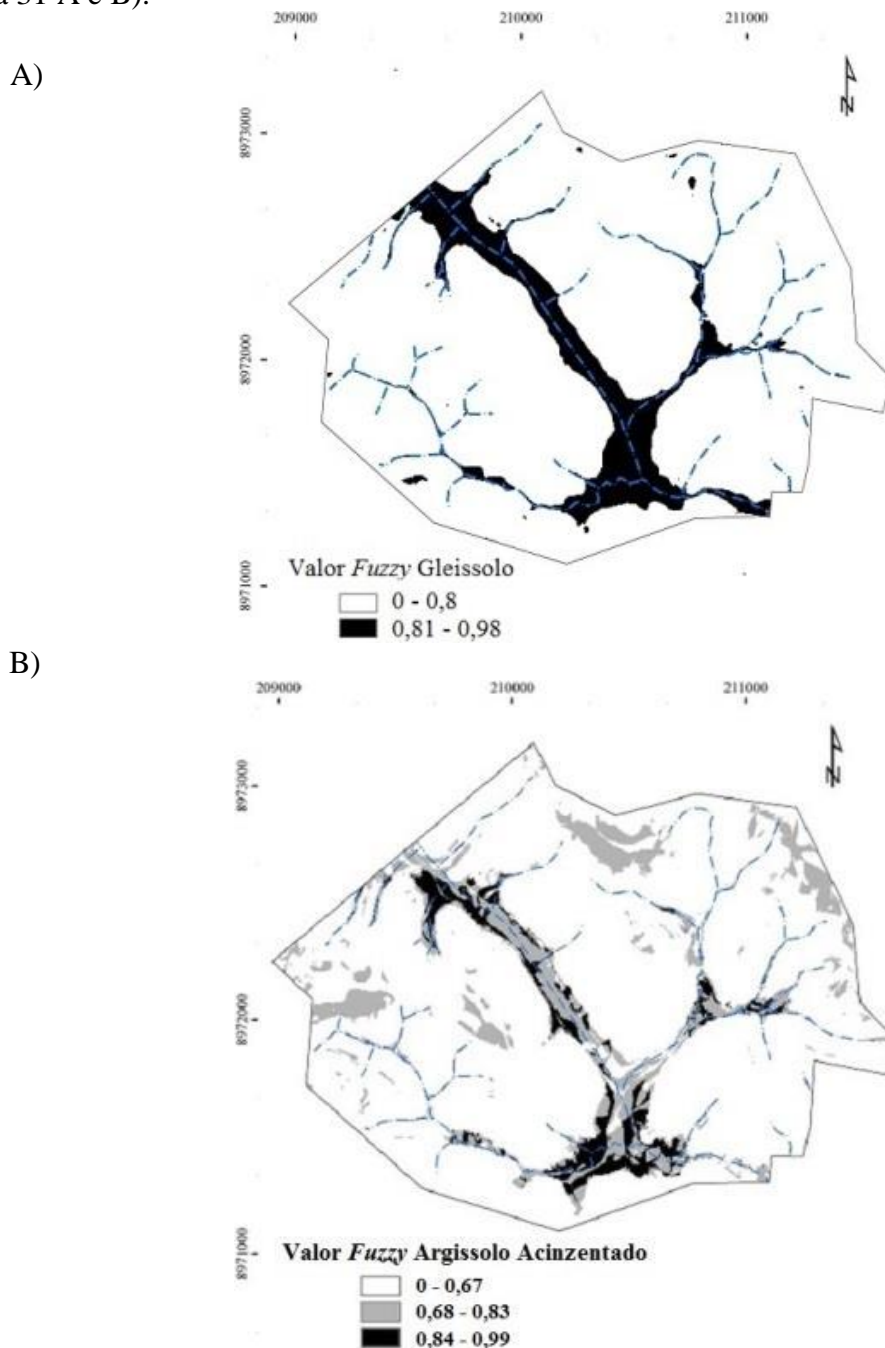 a 31 A e B).
A)
209000 210000 211000
N
8973000
8972000
8971000
Valor Fuzzy Gleissolo
0 - 0,8
0,81 - 0,98
B)
209000 210000 211000
N
8973000
8972000
8971000
Valor Fuzzy Argissolo Acinzentado
0 - 0,67
0,68 - 0,83
0,84 - 0,99